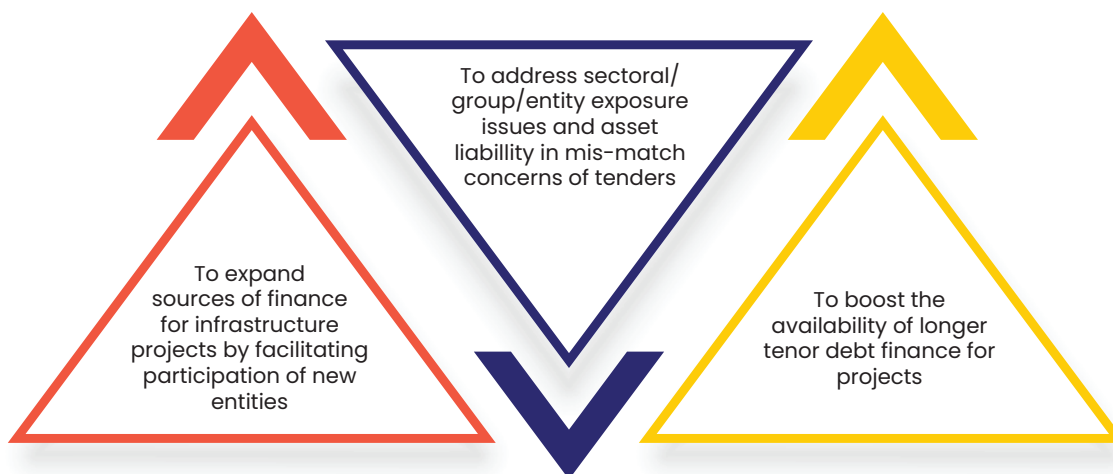 To expand
sources of finance
for infrastructure
projects by facilitating
participation of new
entities
To address sectoral/
group/entity exposure
issues and asset
liabillity in mis-match
concerns of tenders
To boost the
availability of longer
tenor debt finance for
projects